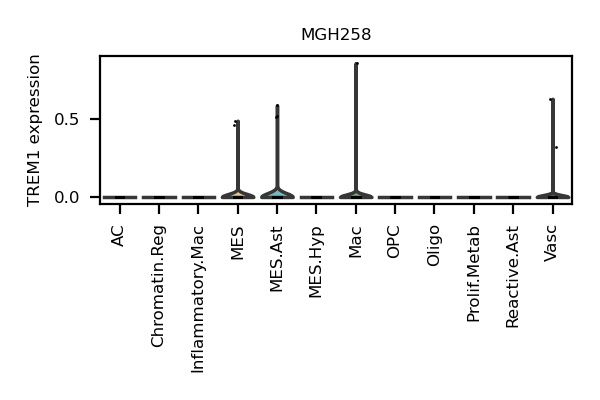 MGH258
TREM1 expression
0.5
0.0
AC
Chromatin.Reg
Inflammatory.Mac
MES
MES.Ast
MES.Hyp
Mac
OPC
Oligo
Prolif.Metab
Reactive.Ast
Vasc